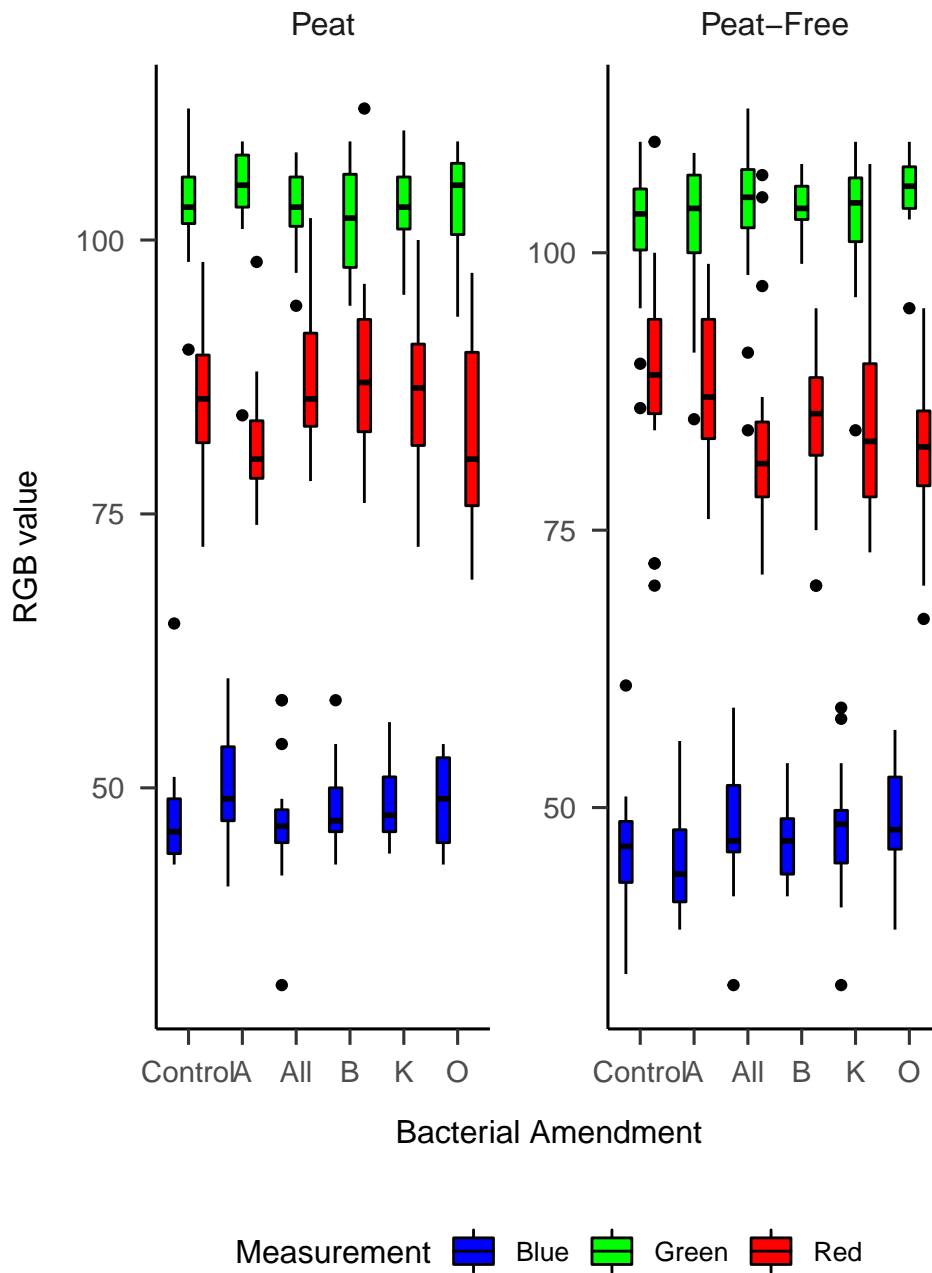 Peat Peat−Free
100 100
75 75
50 50
RGB value
Control A All B K O Control A All B K O
Bacterial Amendment
Measurement Blue Green Red